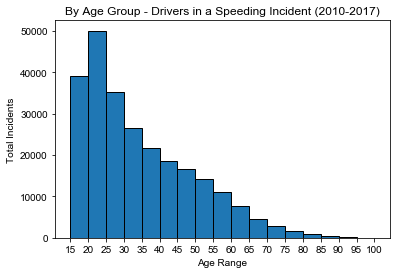 By Age Group - Drivers in a Speeding Incident (2010-2017)
Total Incidents
50000
40000
30000
20000
10000
0
15 20 25 30 35 40 45 50 55 60 65 70 75 80 85 90 95 100
Age Range